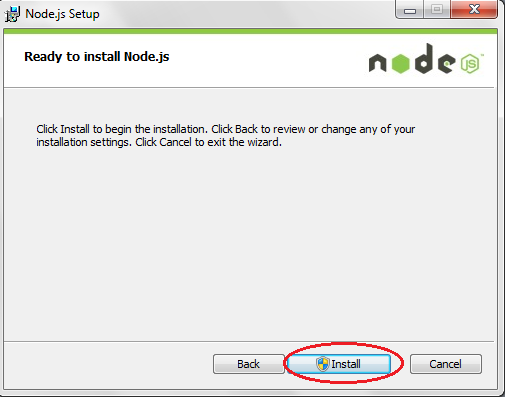 Node.js Setup
Ready to install Node.js
node JS
Click Install to begin the installation. Click Back to review or change any of your
installation settings. Click Cancel to exit the wizard.
Back Install Cancel